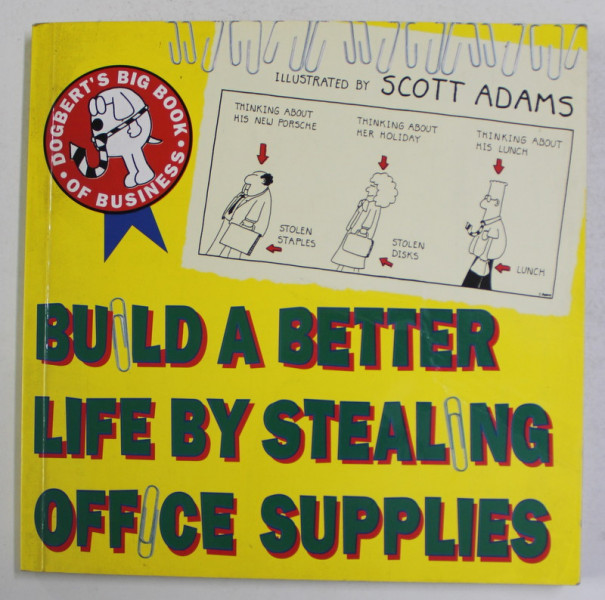 DOGBERT'S BIG BOOK
• OF BUSINESS •
ILLUSTRATED BY SCOTT ADAMS
THINKING ABOUT
HIS NEW PORSCHE
THINKING ABOUT
HER HOLIDAY
THINKING ABOUT
HIS LUNCH
STOLEN
STAPLES
STOLEN
DISKS
LUNCH
BUILD A BETTER
LIFE BY STEALING
OFFICE SUPPLIES